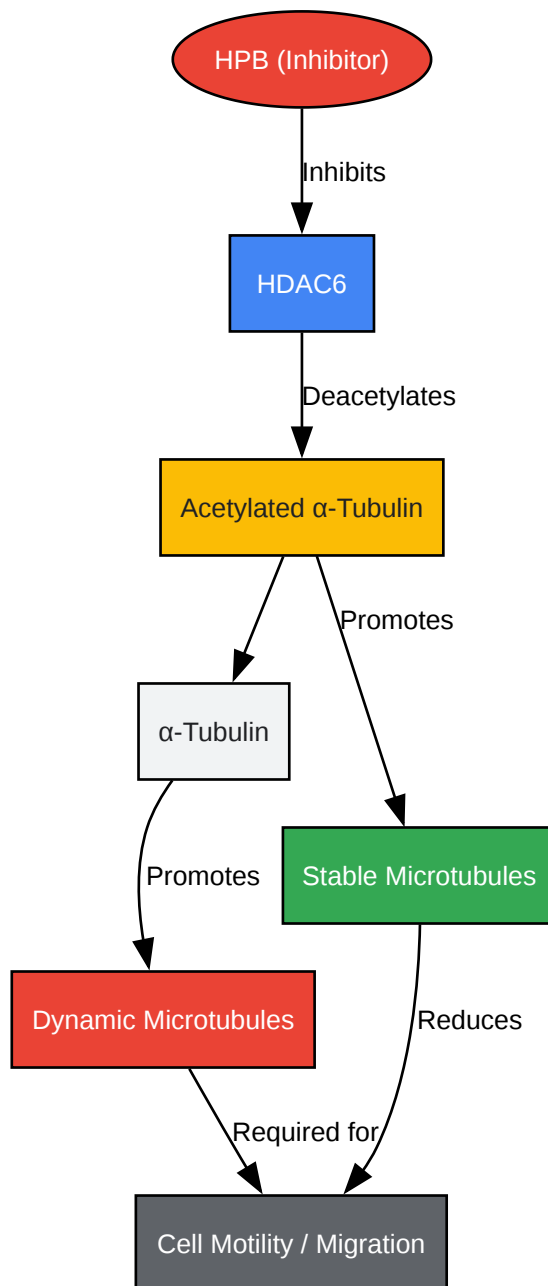 HPB (Inhibitor)
Inhibits
HDAC6
Deacetylates
Acetylated α-Tubulin
Promotes
α-Tubulin
Promotes
Stable Microtubules
Dynamic Microtubules
Reduces
Required for
Cell Motility / Migration